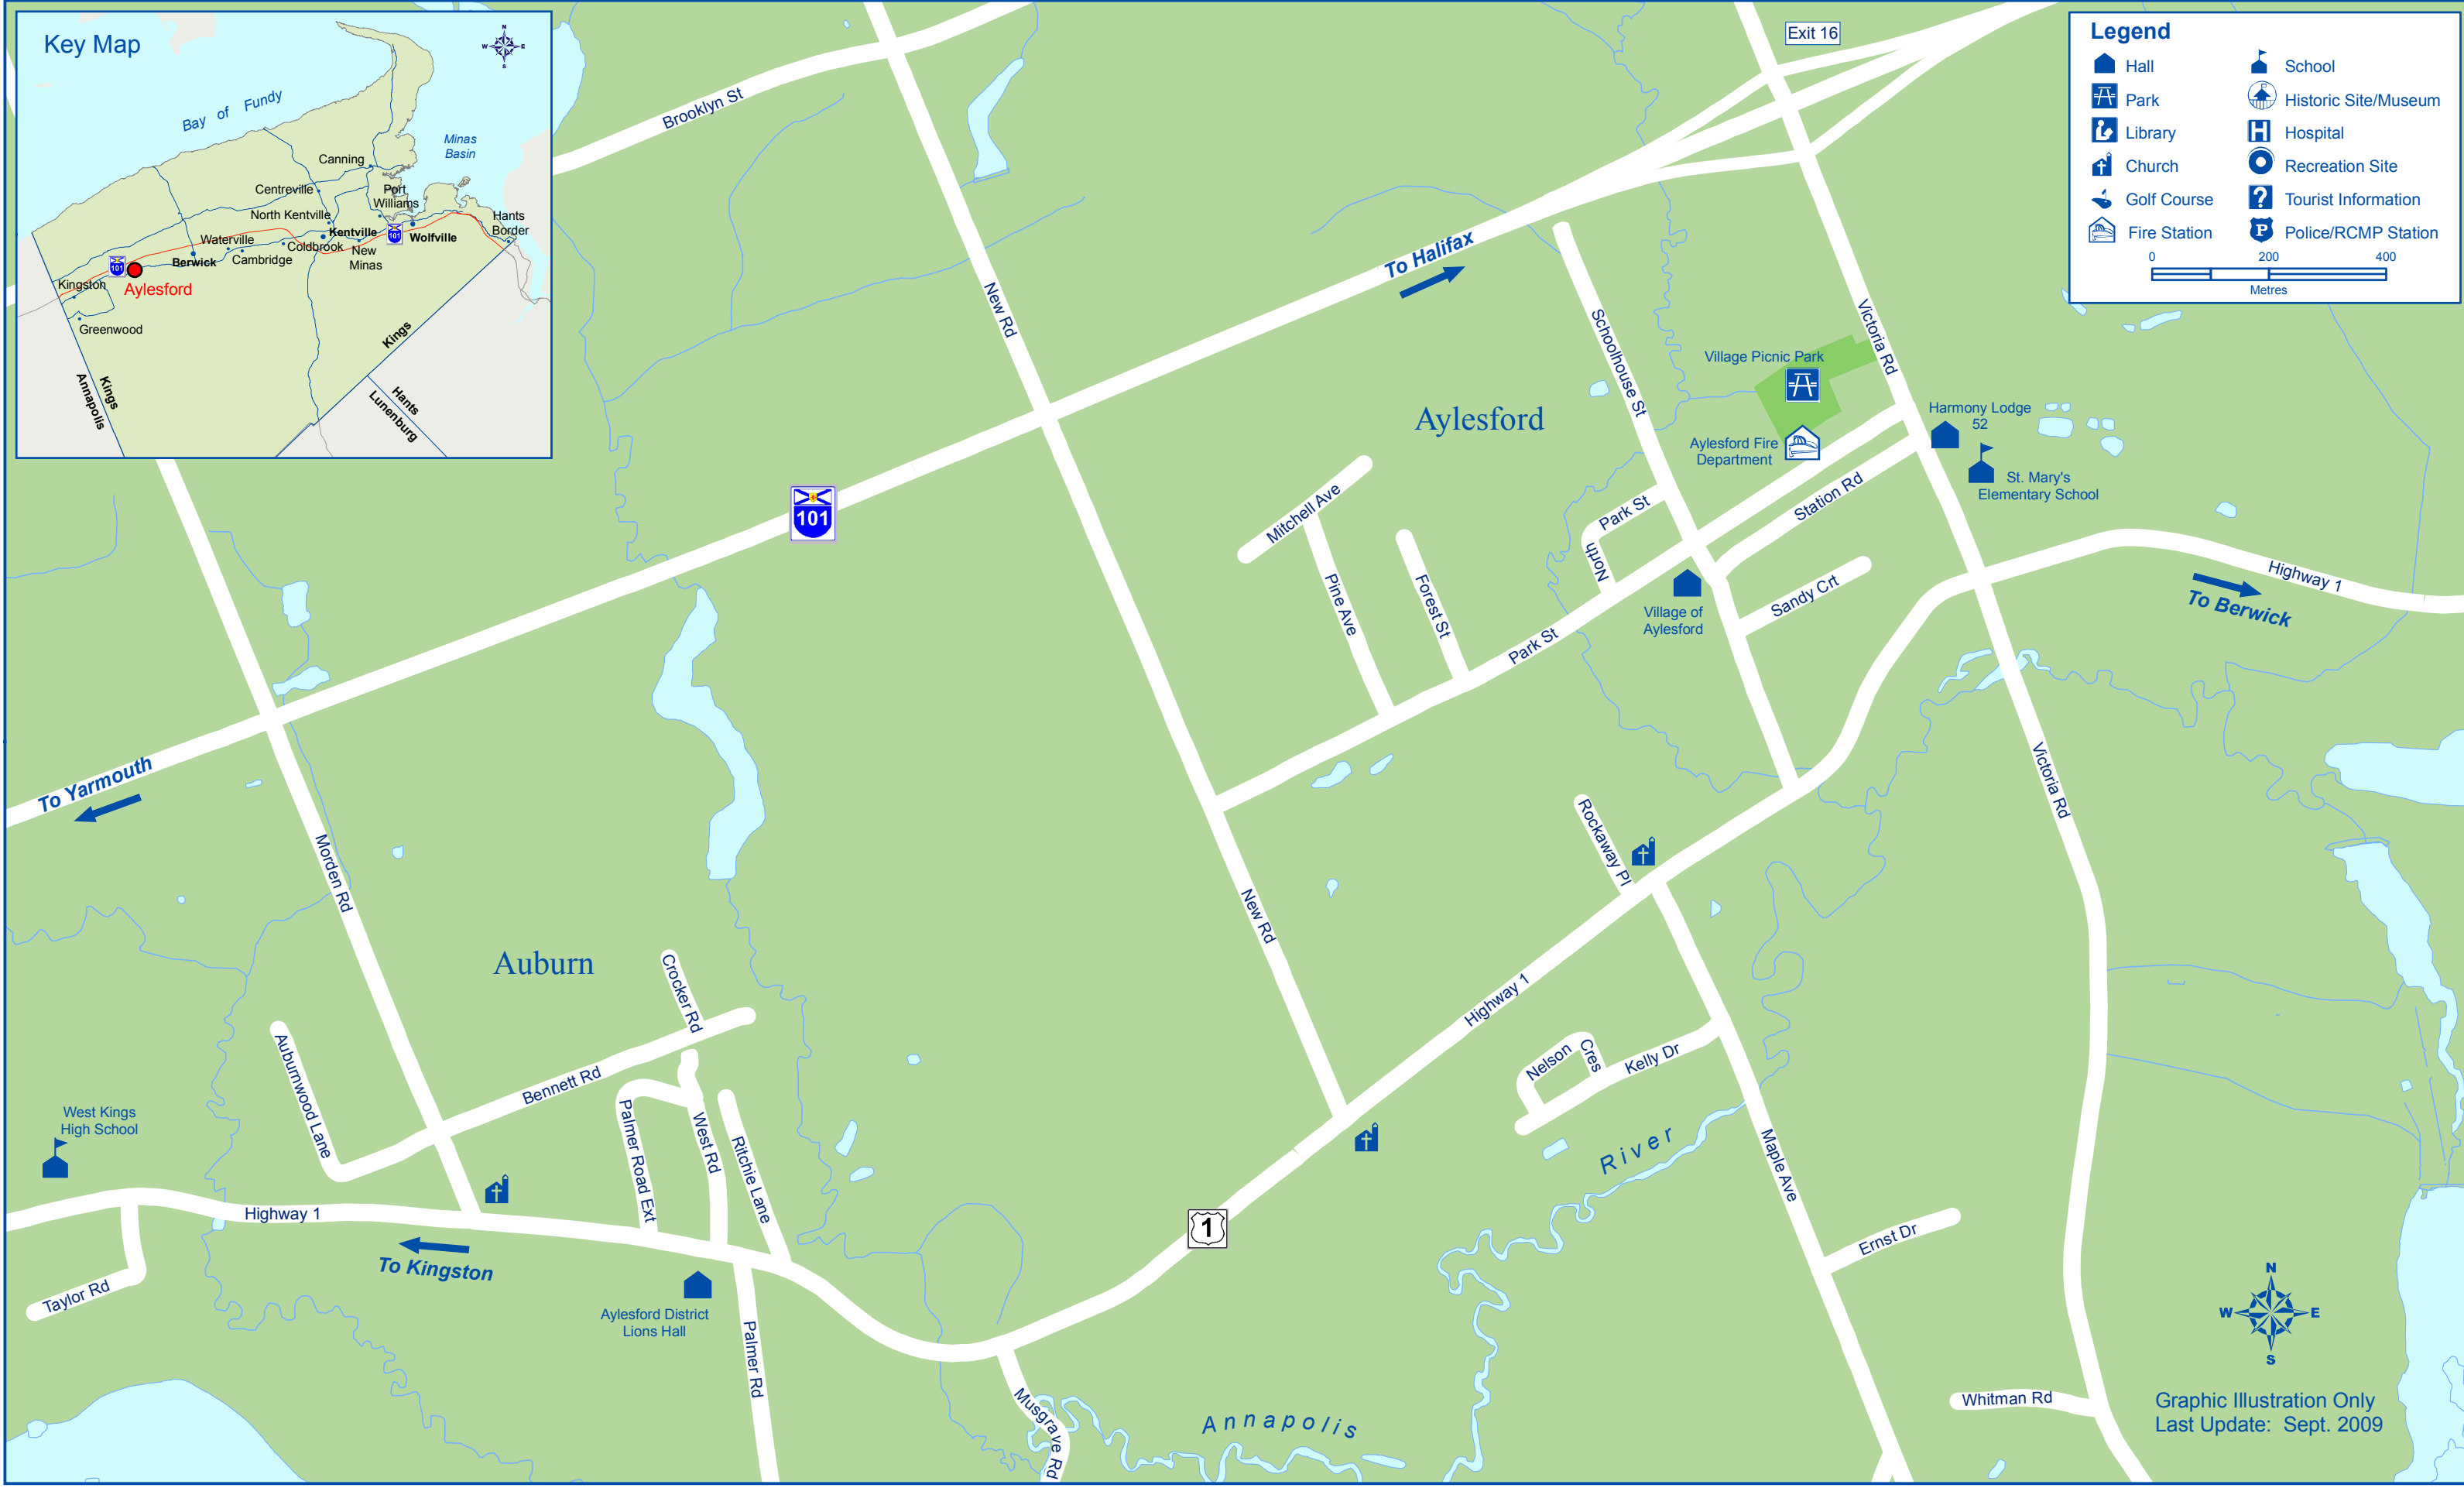 Key Map
N
W E
S
Bay of Fundy
Minas
Basin
Canning
Centreville
Port
Williams
North Kentville
Hants
Border
Kentville
101
Wolfville
Waterville
Coldbrook
New
Minas
Berwick
Cambridge
101
Kingston
Aylesford
Greenwood
Kings
Kings
Annapolis
Hants
Lunenburg
Exit 16
Legend
Hall
School
Park
Historic Site/Museum
Library
Hospital
Church
Recreation Site
Golf Course
Tourist Information
Fire Station
Police/RCMP Station
0 200 400
Metres
Brooklyn St
New Rd
To Halifax
Schoolhouse St
Victoria Rd
Village Picnic Park
Aylesford
Harmony Lodge
52
Aylesford Fire
Department
St. Mary's
Elementary School
Station Rd
101
Mitchell Ave
Park St
North
Pine Ave
Forest St
Sandy Crt
Highway 1
To Berwick
Village of
Aylesford
Park St
To Yarmouth
Morden Rd
Victoria Rd
Rockaway Pl
New Rd
Auburn
Crocker Rd
Highway 1
Auburnwood Lane
Bennett Rd
Nelson
Cres
Kelly Dr
West Kings
High School
Palmer Road Ext
West Rd
Ritchie Lane
River
Maple Ave
Highway 1
1
To Kingston
Ernst Dr
Taylor Rd
Aylesford District
Lions Hall
Palmer Rd
N
W E
S
Musgrave Rd
Annapolis
Whitman Rd
Graphic Illustration Only
Last Update: Sept. 2009